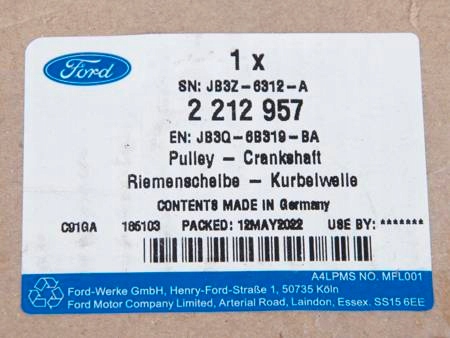 Ford
1 x
SN: JB3Z-6312-A
2 212 957
EN: JB3Q-6B319-BA
Pulley - Crankshaft
Riemenscheibe - Kurbelwelle
CONTENTS MADE IN Germany
C91GA 185103 PACKED: 12MAY2022 USE BY: *******
A4LPMS NO. MFL001
Ford-Werke GmbH, Henry-Ford-Straße 1, 50735 Köln
Ford Motor Company Limited, Arterial Road, Laindon, Essex. SS15 6EE